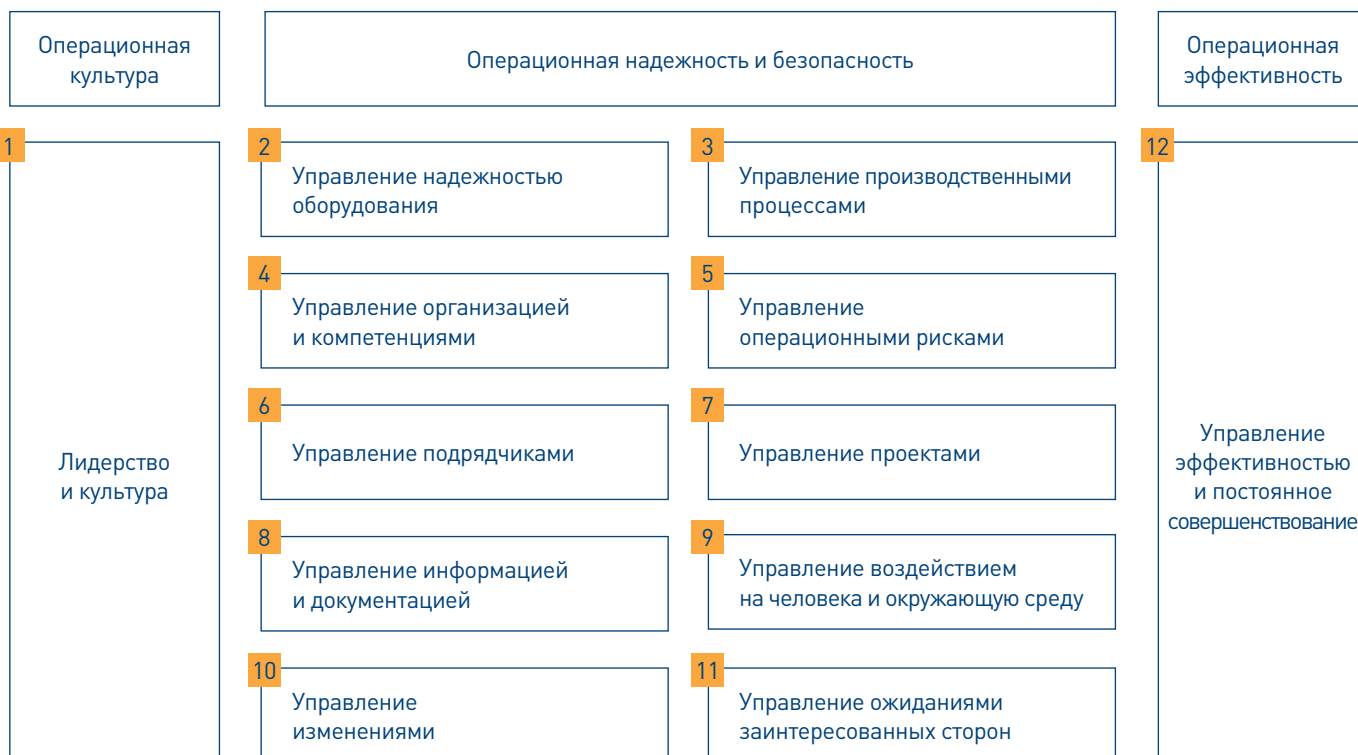 Операционная
культура
Операционная надежность и безопасность
Операционная
эффективность
1
Лидерство
и культура
2
Управление надежностью
оборудования
3
Управление производственными
процессами
4
Управление организацией
и компетенциями
5
Управление
операционными рисками
6
Управление подрядчиками
7
Управление проектами
8
Управление информацией
и документацией
9
Управление воздействием
на человека и окружающую среду
10
Управление
изменениями
11
Управление ожиданиями
заинтересованных сторон
12
Управление
эффективностью
и постоянное
совершенствование